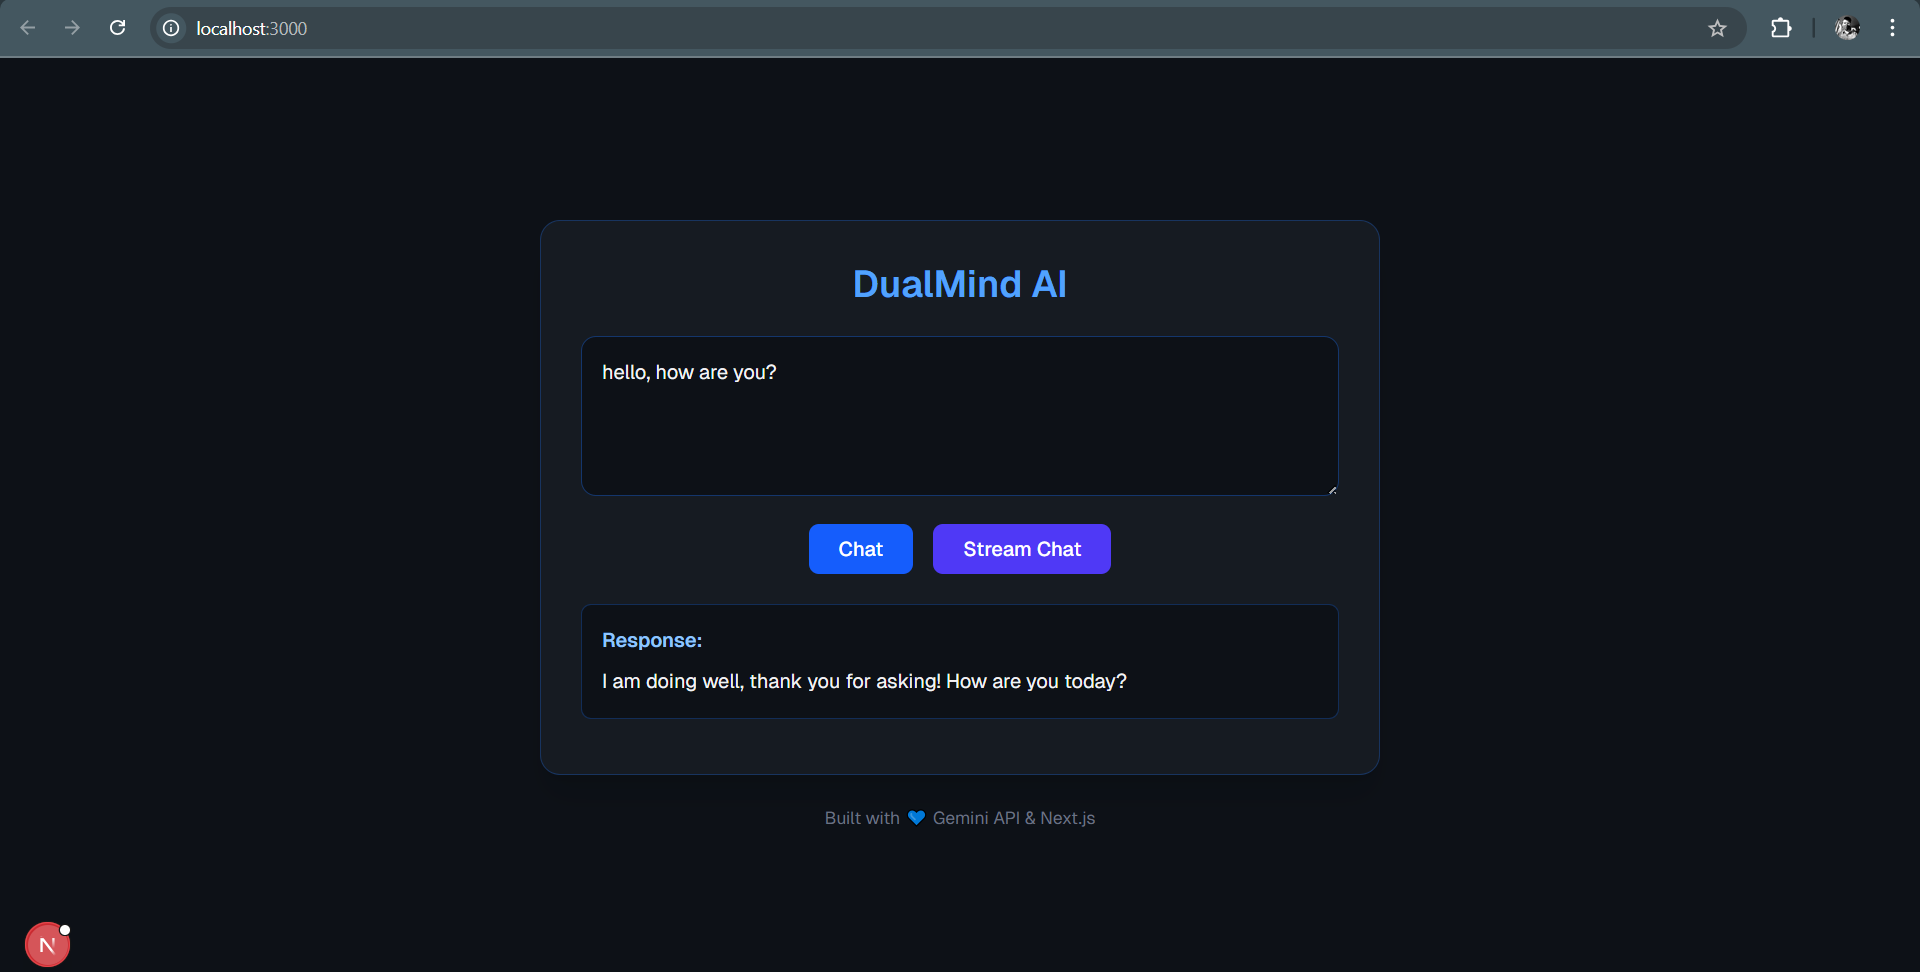 localhost:3000
DualMind AI
hello, how are you?
Chat
Stream Chat
Response:
I am doing well, thank you for asking! How are you today?
Built with 💙 Gemini API & Next.js
N